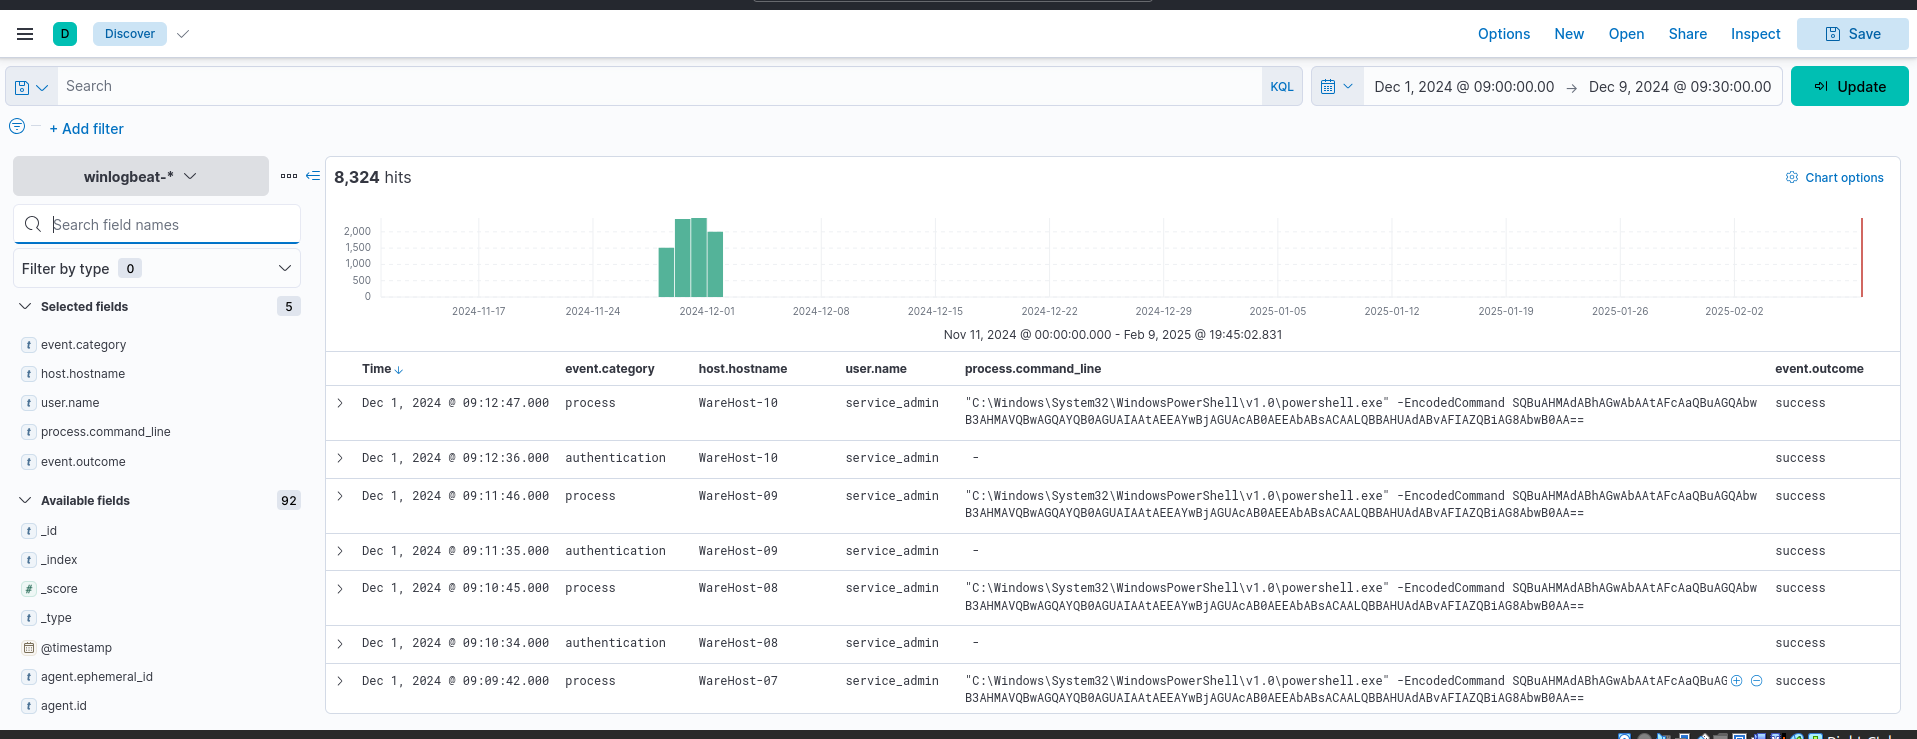 D Discover Options New Open Share Inspect Save
Search KQL Dec 1, 2024 @ 09:00:00.00 → Dec 9, 2024 @ 09:30:00.00 Update
+ Add filter
winlogbeat-*
Search field names
Filter by type 0
Selected fields 5
t event.category
t host.hostname
t user.name
t process.command_line
t event.outcome
Available fields 92
t _id
t _index
# _score
t _type
@timestamp
t agent.ephemeral_id
t agent.id
8,324 hits Chart options
2,000
1,500
1,000
500
0
2024-11-17 2024-11-24 2024-12-01 2024-12-08 2024-12-15 2024-12-22 2024-12-29 2025-01-05 2025-01-12 2025-01-19 2025-01-26 2025-02-02
Nov 11, 2024 @ 00:00:00.000 - Feb 9, 2025 @ 19:45:02.831
Time ↓ event.category host.hostname user.name process.command_line event.outcome
Dec 1, 2024 @ 09:12:47.000 process WareHost-10 service_admin "C:\Windows\System32\WindowsPowerShell\v1.0\powershell.exe" -EncodedCommand SQBuAHMAdABhAGwAbAAtAFcAaQBuAGQAbw success
B3AHMAVQBwAGQAYQB0AGUAIAAtAEEAYwBjAGUAcAB0AEEAbABsACAALQBBAHUAdABvAFIAZQBiAG8AbwB0AA==
Dec 1, 2024 @ 09:12:36.000 authentication WareHost-10 service_admin - success
Dec 1, 2024 @ 09:11:46.000 process WareHost-09 service_admin "C:\Windows\System32\WindowsPowerShell\v1.0\powershell.exe" -EncodedCommand SQBuAHMAdABhAGwAbAAtAFcAaQBuAGQAbw success
B3AHMAVQBwAGQAYQB0AGUAIAAtAEEAYwBjAGUAcAB0AEEAbABsACAALQBBAHUAdABvAFIAZQBiAG8AbwB0AA==
Dec 1, 2024 @ 09:11:35.000 authentication WareHost-09 service_admin - success
Dec 1, 2024 @ 09:10:45.000 process WareHost-08 service_admin "C:\Windows\System32\WindowsPowerShell\v1.0\powershell.exe" -EncodedCommand SQBuAHMAdABhAGwAbAAtAFcAaQBuAGQAbw success
B3AHMAVQBwAGQAYQB0AGUAIAAtAEEAYwBjAGUAcAB0AEEAbABsACAALQBBAHUAdABvAFIAZQBiAG8AbwB0AA==
Dec 1, 2024 @ 09:10:34.000 authentication WareHost-08 service_admin - success
Dec 1, 2024 @ 09:09:42.000 process WareHost-07 service_admin "C:\Windows\System32\WindowsPowerShell\v1.0\powershell.exe" -EncodedCommand SQBuAHMAdABhAGwAbAAtAFcAaQBuAG success
B3AHMAVQBwAGQAYQB0AGUAIAAtAEEAYwBjAGUAcAB0AEEAbABsACAALQBBAHUAdABvAFIAZQBiAG8AbwB0AA==